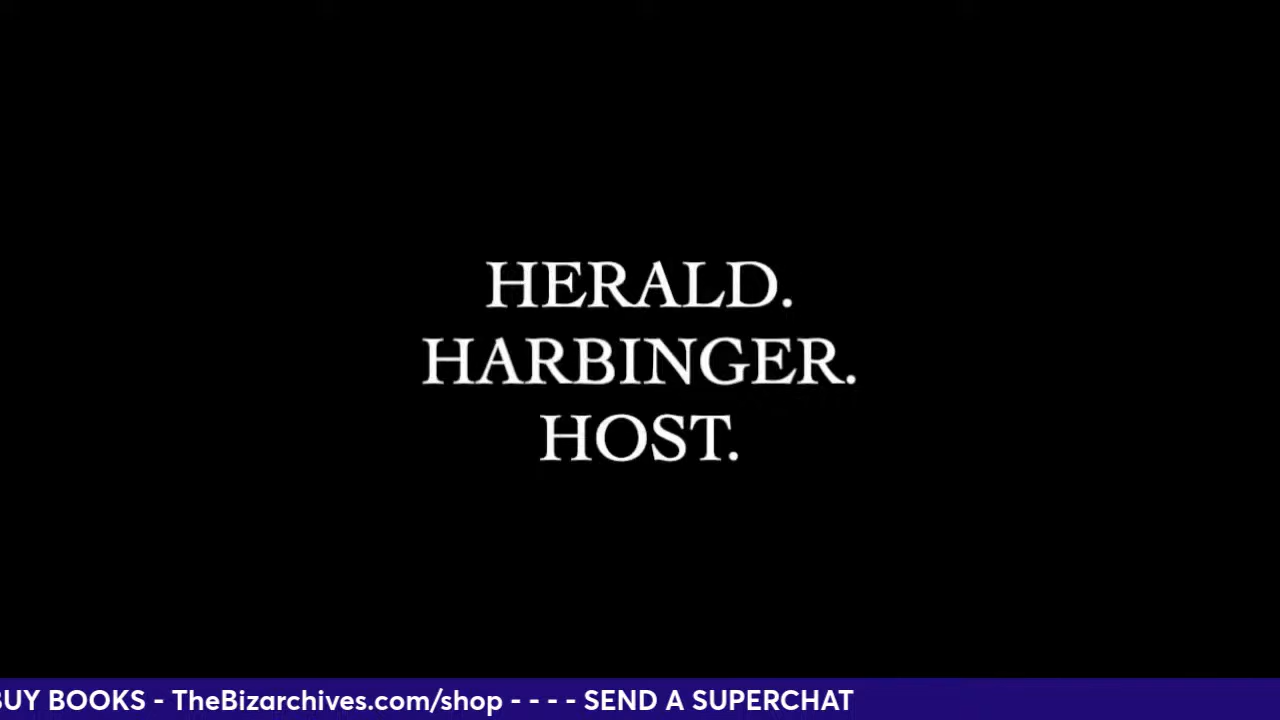 HERALD.
HARBINGER.
HOST.
BUY BOOKS - TheBizarchives.com/shop - - - - SEND A SUPERCHAT